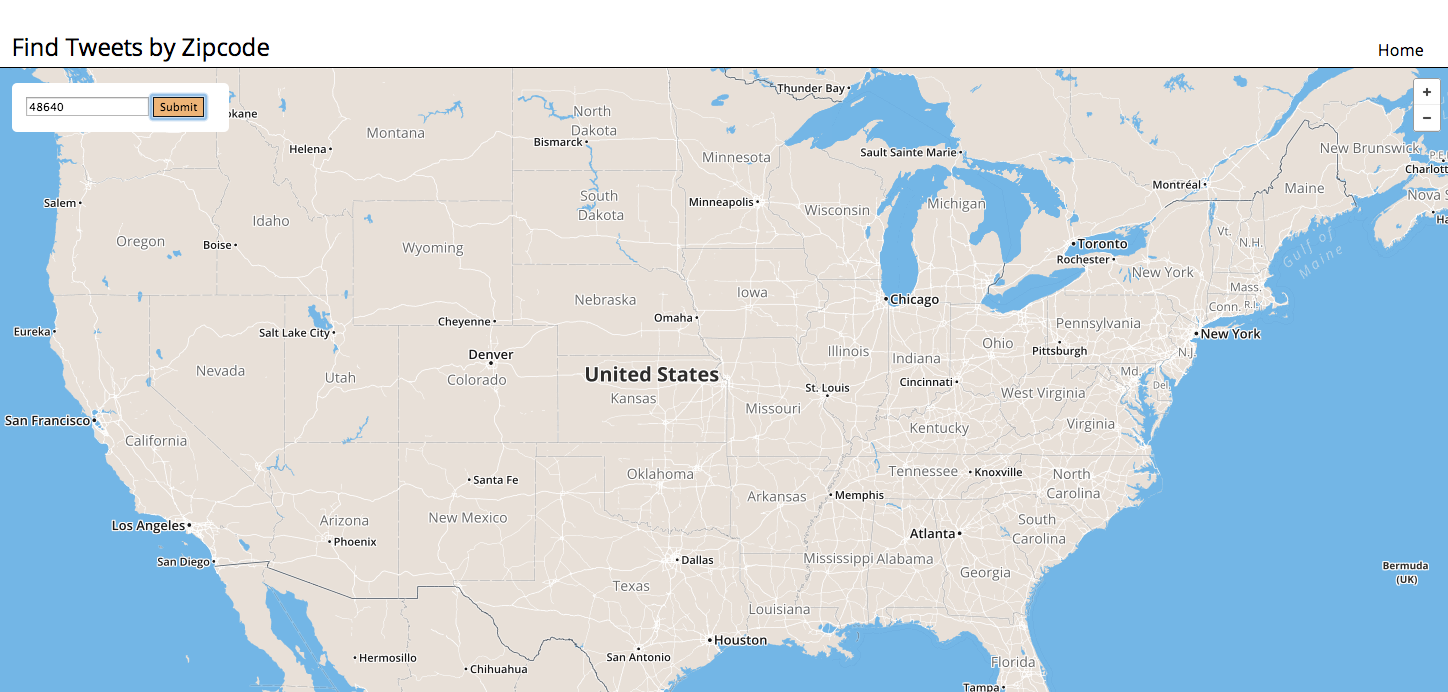 Find Tweets by Zipcode
Home
48640
Submit
+
−
Thunder Bay
North
Dakota
Montana
Bismarck
Helena
Minnesota
Sault Sainte Marie
New Brunswick
Montréal
Maine
South
Dakota
Salem
Minneapolis
Wisconsin
Michigan
Idaho
Oregon
Boise
Wyoming
Toronto
Rochester
Vt.
N.H.
Gulf of
Maine
New York
Mass.
Conn.
R.I.
Nebraska
Iowa
Chicago
Eureka
Salt Lake City
Cheyenne
Omaha
Pennsylvania
New York
Denver
Illinois
Indiana
Ohio
Pittsburgh
N.J.
Nevada
Utah
Colorado
United States
Kansas
St. Louis
Cincinnati
Md.
Del.
West Virginia
Missouri
San Francisco
California
Kentucky
Virginia
Santa Fe
Oklahoma
Tennessee
Knoxville
North
Carolina
Arkansas
Memphis
Los Angeles
Arizona
New Mexico
Phoenix
Atlanta
South
Carolina
San Diego
Dallas
Mississippi
Alabama
Georgia
Bermuda
(UK)
Texas
Louisiana
Houston
Hermosillo
Chihuahua
San Antonio
Florida
Tampa